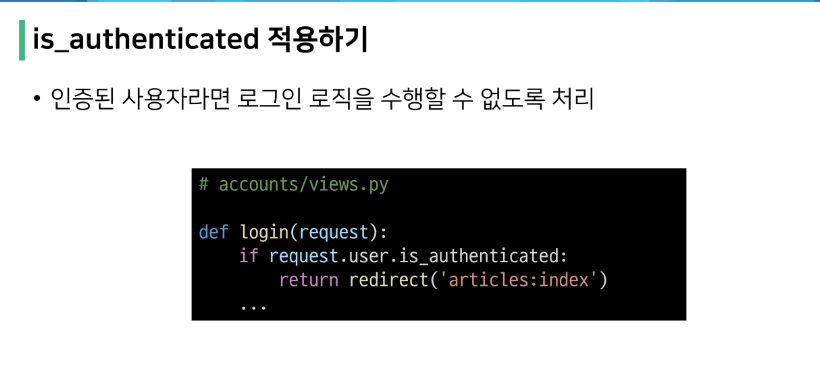 is_authenticated 적용하기
• 인증된 사용자라면 로그인 로직을 수행할 수 없도록 처리
# accounts/views.py
def login(request):
    if request.user.is_authenticated:
        return redirect('articles:index')
    ...